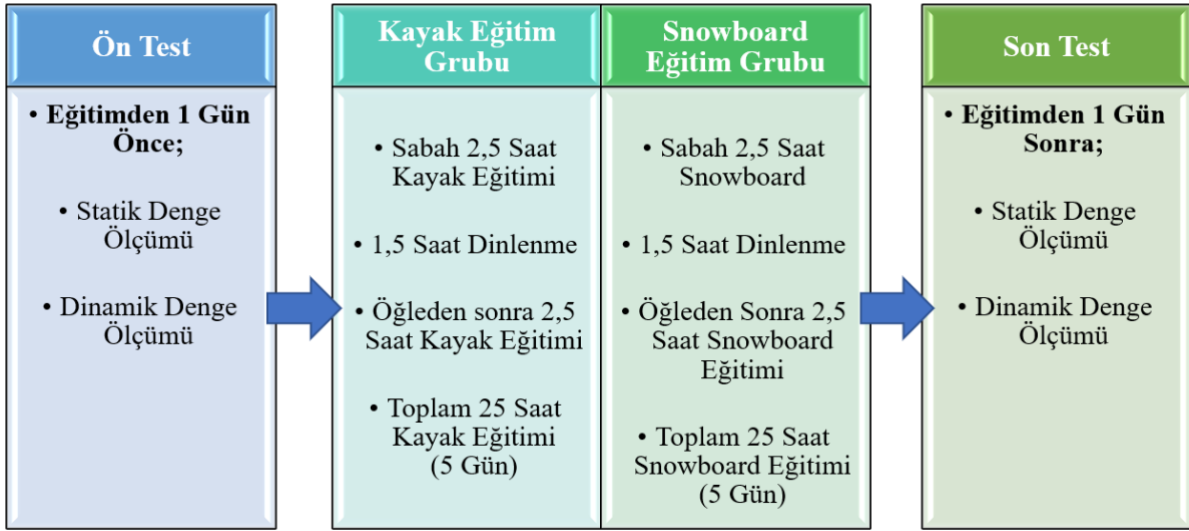 Ön Test
• Eğitimden 1 Gün
Önce;
• Statik Denge
Ölçümü
• Dinamik Denge
Ölçümü
Kayak Eğitim
Grubu
• Sabah 2,5 Saat
Kayak Eğitimi
• 1,5 Saat Dinlenme
• Öğleden sonra 2,5
Saat Kayak Eğitimi
• Toplam 25 Saat
Kayak Eğitimi
(5 Gün)
Snowboard
Eğitim Grubu
• Sabah 2,5 Saat
Snowboard
• 1,5 Saat Dinlenme
• Öğleden Sonra 2,5
Saat Snowboard
Eğitimi
• Toplam 25 Saat
Snowboard Eğitimi
(5 Gün)
Son Test
• Eğitimden 1 Gün
Sonra;
• Statik Denge
Ölçümü
• Dinamik Denge
Ölçümü